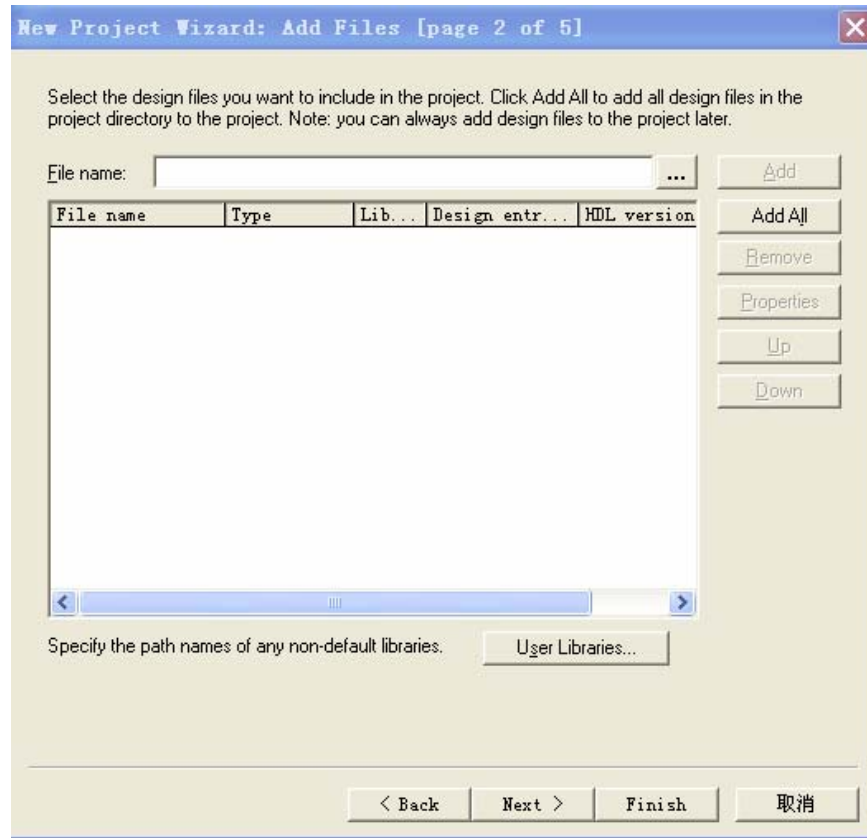 New Project Wizard: Add Files [page 2 of 5]
Select the design files you want to include in the project. Click Add All to add all design files in the
project directory to the project. Note: you can always add design files to the project later.
File name: ... Add
File name Type Lib... Design entr... HDL version
Add All
Remove
Properties
Up
Down
Specify the path names of any non-default libraries. User Libraries...
< Back Next > Finish 取消